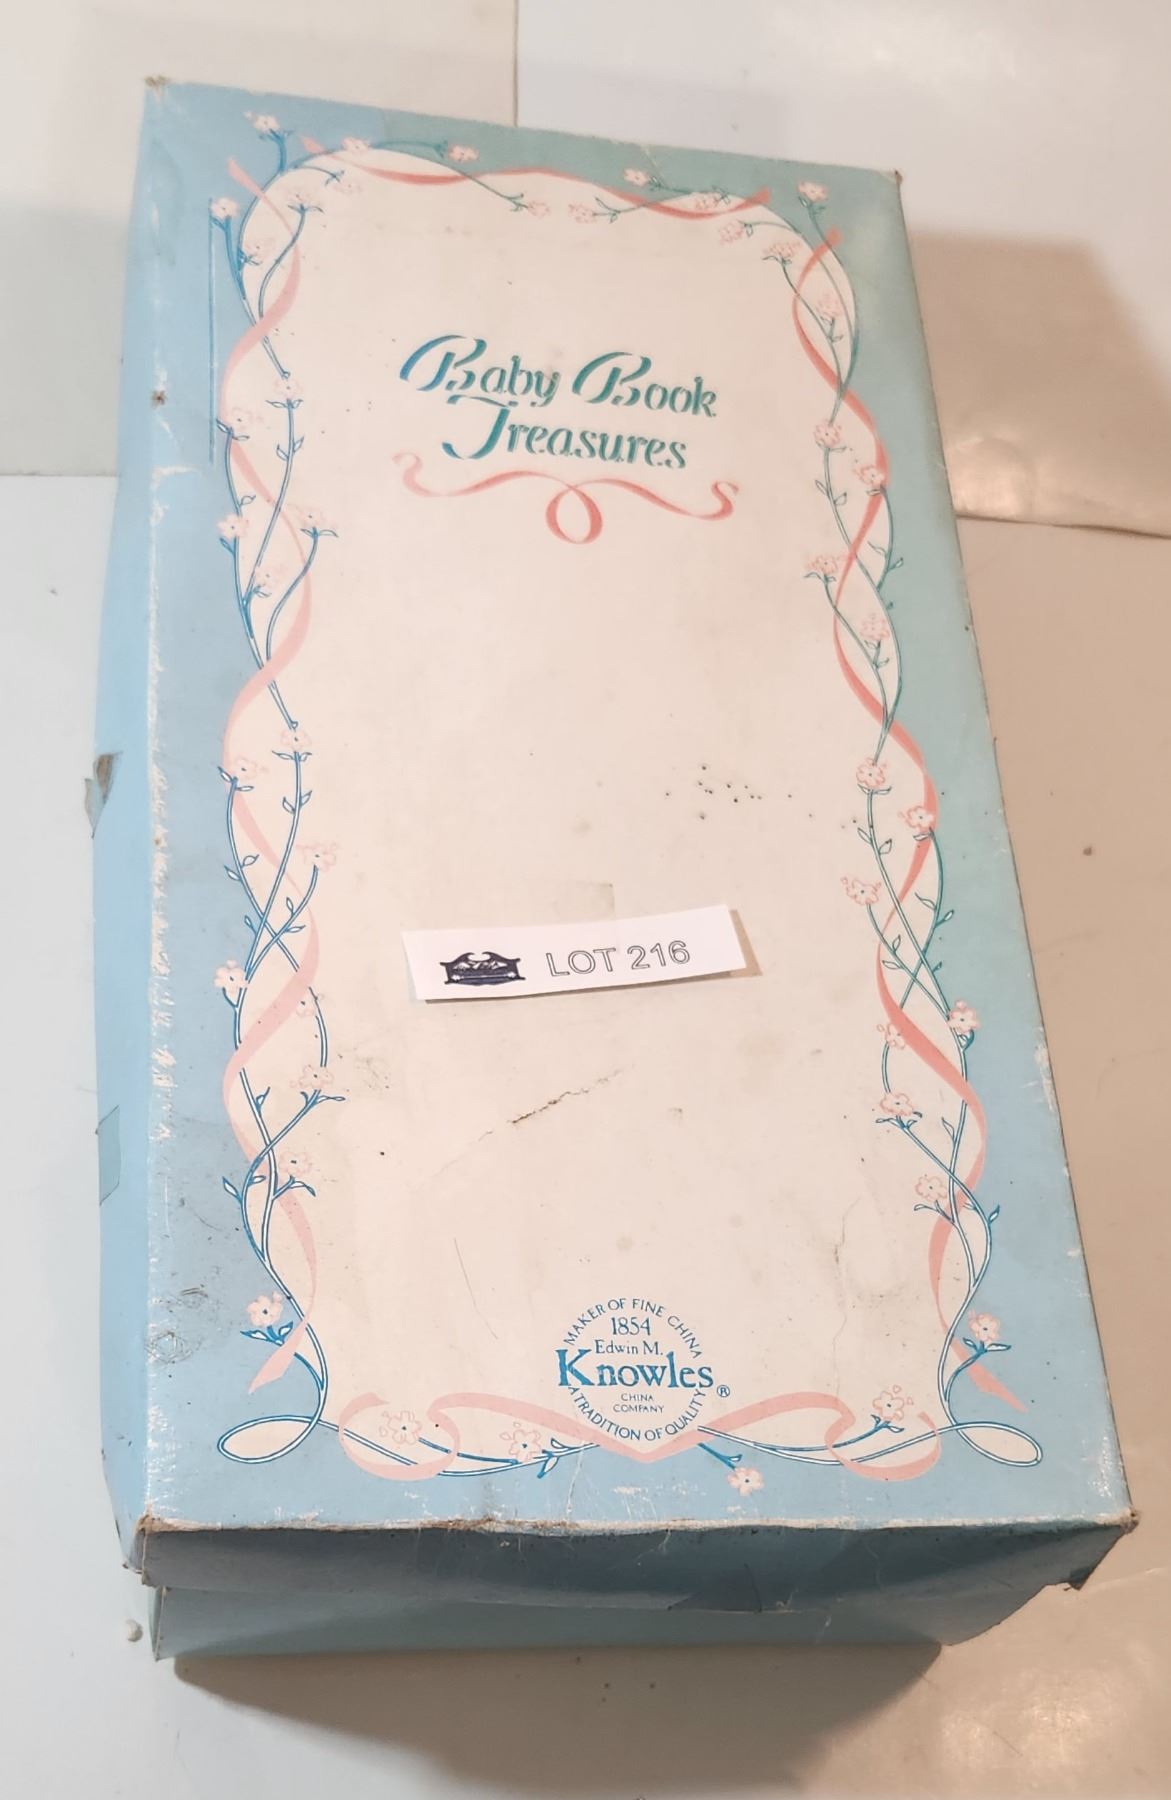 Baby Book
Treasures
LOT 216
MAKER OF FINE CHINA
1854
Edwin M.
Knowles®
CHINA
COMPANY
A TRADITION OF QUALITY